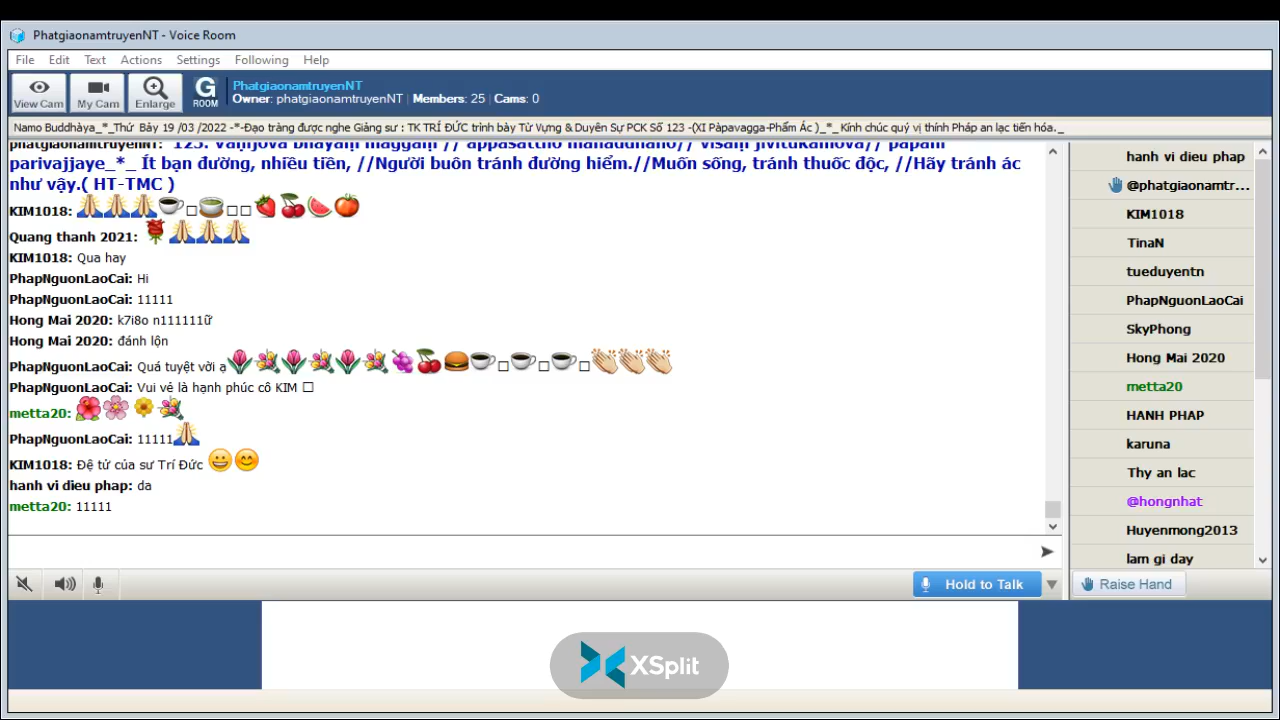 PhatgiaonamtruyenNT - Voice Room
File Edit Text Actions Settings Following Help
View Cam My Cam Enlarge G ROOM
PhatgiaonamtruyenNT
Owner: phatgiaonamtruyenNT | Members: 25 | Cams: 0
Namo Buddhàya_*_Thứ Bảy 19 /03 /2022 -*-Đạo tràng được nghe Giảng sư : TK TRÍ ĐỨC trình bày Từ Vựng & Duyên Sự PCK Số 123 -(XI Pàpavagga-Phẩm Ác )_*_ Kính chúc quý vị thính Pháp an lạc tiến hóa._
phatgiaonamtruyenNT: 123. Vāṇijova bhayaṃ maggaṃ // appasattho mahaddhano// visaṃ jīvitukāmova// pāpāni
parivajjaye_*_ Ít bạn đường, nhiều tiền, //Người buôn tránh đường hiểm.//Muốn sống, tránh thuốc độc, //Hãy tránh ác
như vậy.( HT-TMC )
KIM1018:
Quang thanh 2021:
KIM1018: Qua hay
PhapNguonLaoCai: Hi
PhapNguonLaoCai: 11111
Hong Mai 2020: k7i8o n111111ữ
Hong Mai 2020: đánh lộn
PhapNguonLaoCai: Quá tuyệt vời ạ
PhapNguonLaoCai: Vui vẻ là hạnh phúc cô KIM
metta20:
PhapNguonLaoCai: 11111
KIM1018: Đệ tử của sư Trí Đức
hanh vi dieu phap: da
metta20: 11111
Hold to Talk
hanh vi dieu phap
@phatgiaonamtr...
KIM1018
TinaN
tueduyentn
PhapNguonLaoCai
SkyPhong
Hong Mai 2020
metta20
HANH PHAP
karuna
Thy an lac
@hongnhat
Huyenmong2013
lam gi day
Raise Hand
XSplit